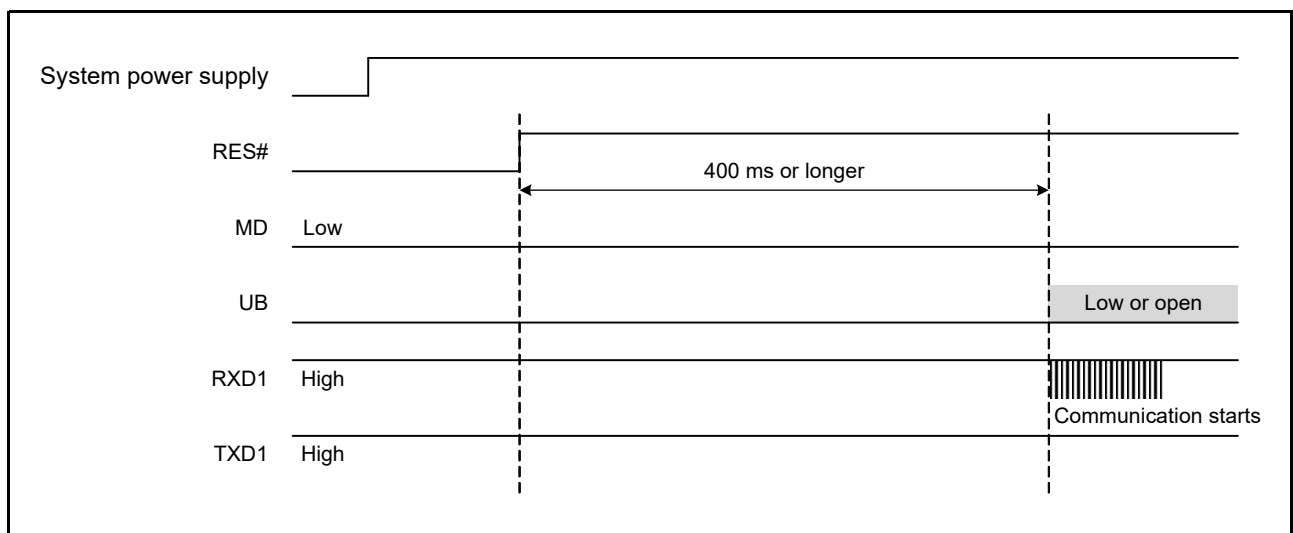 System power supply
RES#
400 ms or longer
MD Low
UB Low or open
RXD1 High
Communication starts
TXD1 High